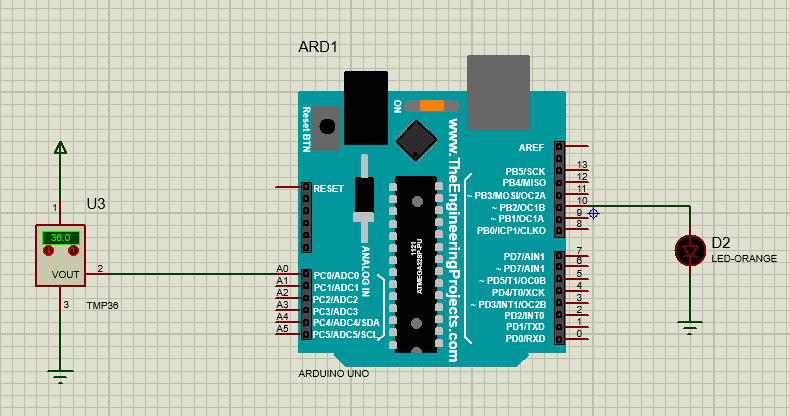 ARD1
ON
Reset BTN
www.TheEngineeringProjects.com
AREF
13
PB5/SCK
12
PB4/MISO
11
~ PB3/MOSI/OC2A
10
~ PB2/OC1B
9
~ PB1/OC1A
8
PB0/ICP1/CLKO
RESET
ANALOG IN
1121
ATMEGA328P-PU
7
PD7/AIN1
6
~ PD7/AIN1
5
~ PD5/T1/OC0B
4
PD4/T0/XCK
3
~ PD3/INT1/OC2B
2
PD2/INT0
1
PD1/TXD
0
PD0/RXD
A0
PC0/ADC0
A1
PC1/ADC1
A2
PC2/ADC2
A3
PC3/ADC3
A4
PC4/ADC4/SDA
A5
PC5/ADC5/SCL
ARDUINO UNO
U3
1
36.0
VOUT
2
3
TMP36
D2
LED-ORANGE